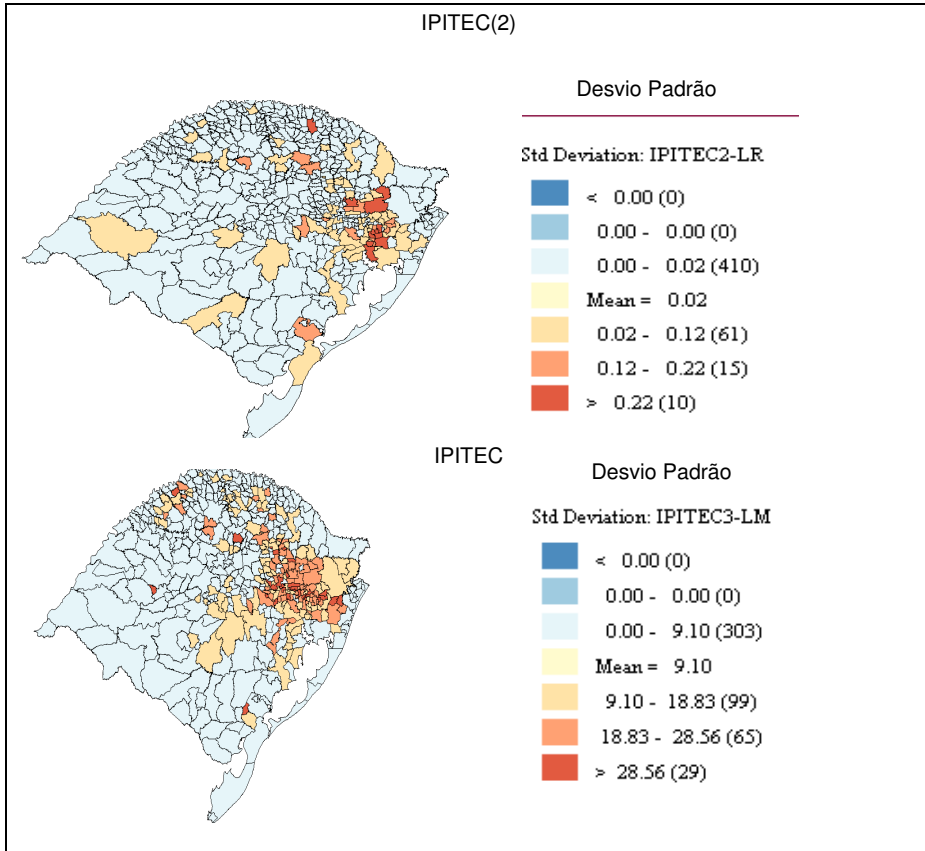 IPITEC(2)
Desvio Padrão
Std Deviation: IPITEC2-LR
< 0.00 (0)
0.00 - 0.00 (0)
0.00 - 0.02 (410)
Mean = 0.02
0.02 - 0.12 (61)
0.12 - 0.22 (15)
> 0.22 (10)
IPITEC
Desvio Padrão
Std Deviation: IPITEC3-LM
< 0.00 (0)
0.00 - 0.00 (0)
0.00 - 9.10 (303)
Mean = 9.10
9.10 - 18.83 (99)
18.83 - 28.56 (65)
> 28.56 (29)